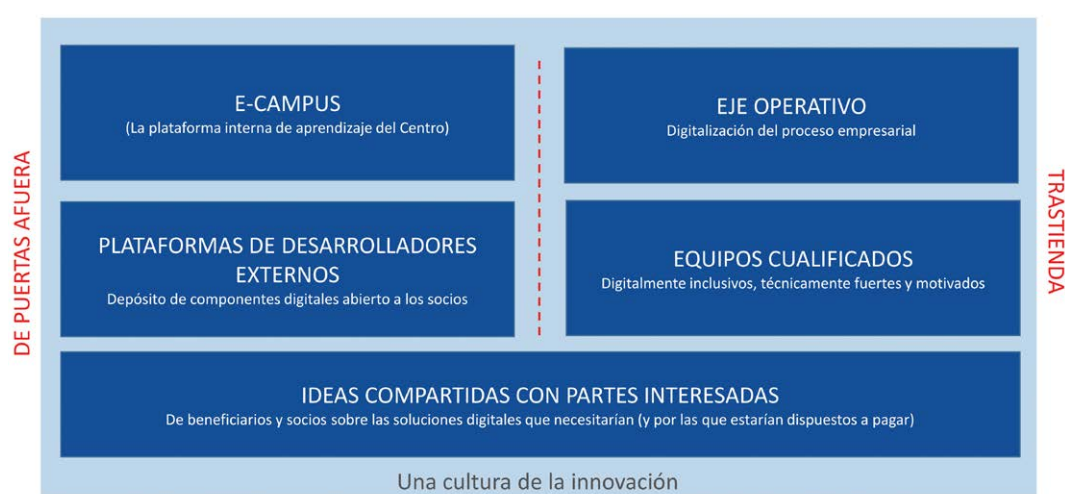 DE PUERTAS AFUERA
E-CAMPUS
(La plataforma interna de aprendizaje del Centro)
PLATAFORMAS DE DESARROLLADORES
EXTERNOS
Depósito de componentes digitales abierto a los socios
EJE OPERATIVO
Digitalización del proceso empresarial
EQUIPOS CUALIFICADOS
Digitalmente inclusivos, técnicamente fuertes y motivados
TRASTIENDA
IDEAS COMPARTIDAS CON PARTES INTERESADAS
De beneficiarios y socios sobre las soluciones digitales que necesitarían (y por las que estarían dispuestos a pagar)
Una cultura de la innovación